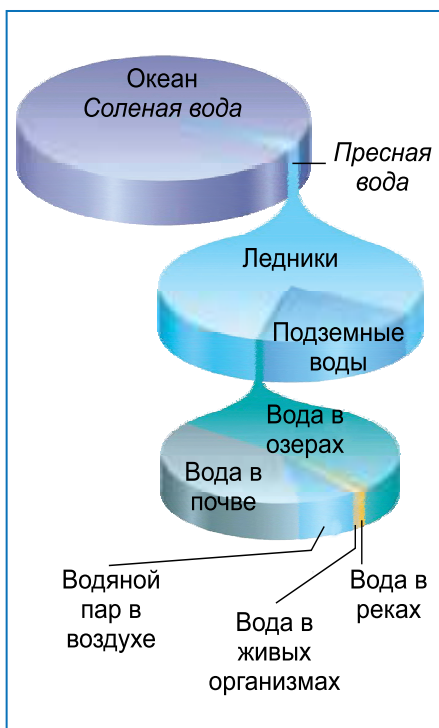 Океан
Соленая вода
Пресная
вода
Ледники
Подземные
воды
Вода в
озерах
Вода в
почве
Водяной
пар в
воздухе
Вода в
живых
организмах
Вода в
реках